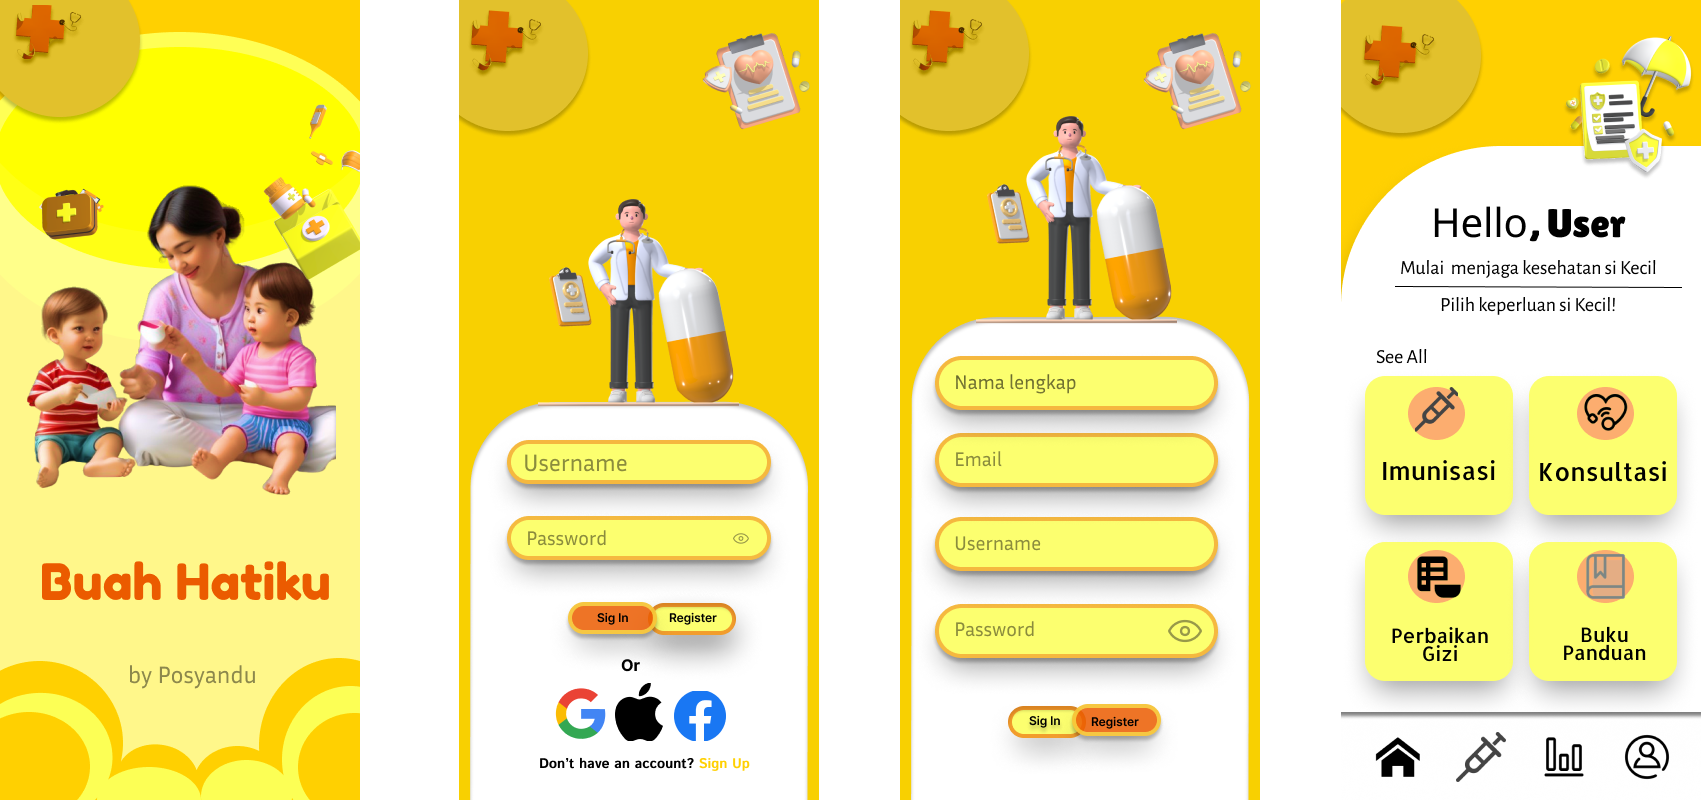 Buah Hatiku
by Posyandu
Username
Password
Sig In
Register
Or
Don't have an account? Sign Up
Nama lengkap
Email
Username
Password
Sig In
Register
Hello, User
Mulai menjaga kesehatan si Kecil
Pilih keperluan si Kecil!
See All
Imunisasi
Konsultasi
Perbaikan
Gizi
Buku
Panduan